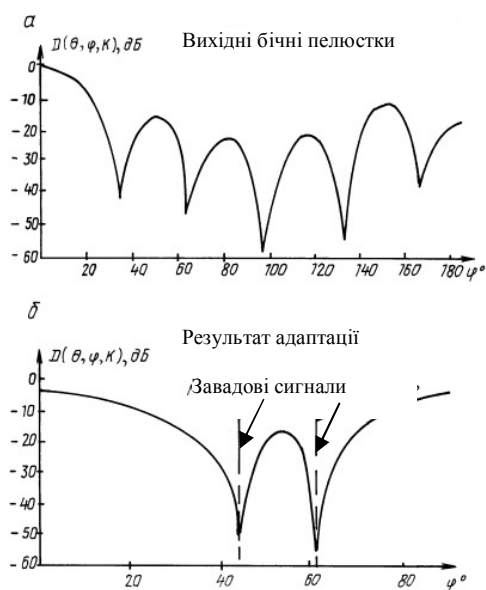 а
D(θ,φ,К), дБ
Вихідні бічні пелюстки
0
-10
-20
-30
-40
-50
-60
20 40 60 80 100 120 140 160 180 φ°
б
Результат адаптації
D(θ,φ,К), дБ
Завадові сигнали
0
-10
-20
-30
-40
-50
-60
20 40 60 80 φ°